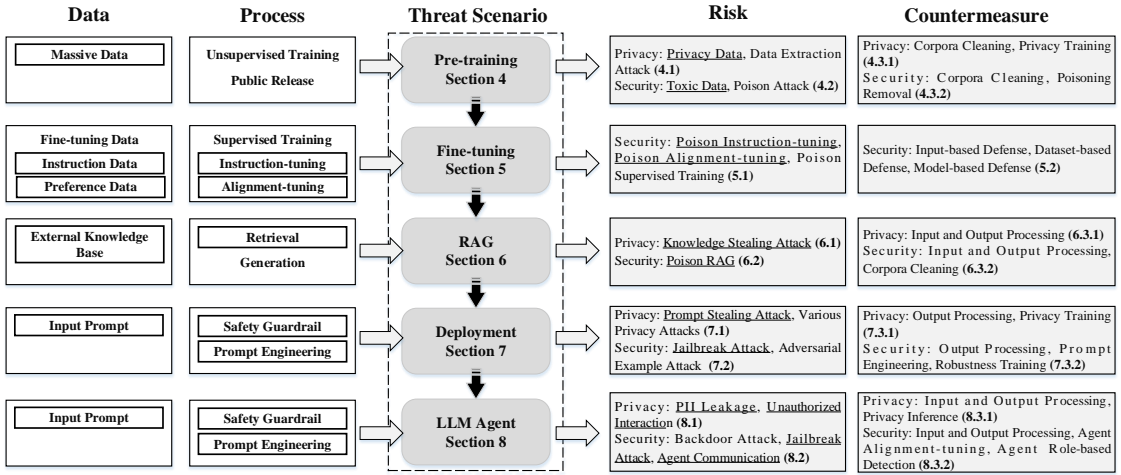 Data
Process
Threat Scenario
Risk
Countermeasure
Massive Data
Unsupervised Training
Public Release
Pre-training
Section 4
Privacy: Privacy Data, Data Extraction
Attack (4.1)
Security: Toxic Data, Poison Attack (4.2)
Privacy: Corpora Cleaning, Privacy Training
(4.3.1)
Security: Corpora Cleaning, Poisoning
Removal (4.3.2)
Fine-tuning Data
Instruction Data
Preference Data
Supervised Training
Instruction-tuning
Alignment-tuning
Fine-tuning
Section 5
Security: Poison Instruction-tuning,
Poison Alignment-tuning, Poison
Supervised Training (5.1)
Security: Input-based Defense, Dataset-based
Defense, Model-based Defense (5.2)
External Knowledge
Base
Retrieval
Generation
RAG
Section 6
Privacy: Knowledge Stealing Attack (6.1)
Security: Poison RAG (6.2)
Privacy: Input and Output Processing (6.3.1)
Security: Input and Output Processing,
Corpora Cleaning (6.3.2)
Input Prompt
Safety Guardrail
Prompt Engineering
Deployment
Section 7
Privacy: Prompt Stealing Attack, Various
Privacy Attacks (7.1)
Security: Jailbreak Attack, Adversarial
Example Attack (7.2)
Privacy: Output Processing, Privacy Training
(7.3.1)
Security: Output Processing, Prompt
Engineering, Robustness Training (7.3.2)
Input Prompt
Safety Guardrail
Prompt Engineering
LLM Agent
Section 8
Privacy: PII Leakage, Unauthorized
Interaction (8.1)
Security: Backdoor Attack, Jailbreak
Attack, Agent Communication (8.2)
Privacy: Input and Output Processing,
Privacy Inference (8.3.1)
Security: Input and Output Processing, Agent
Alignment-tuning, Agent Role-based
Detection (8.3.2)